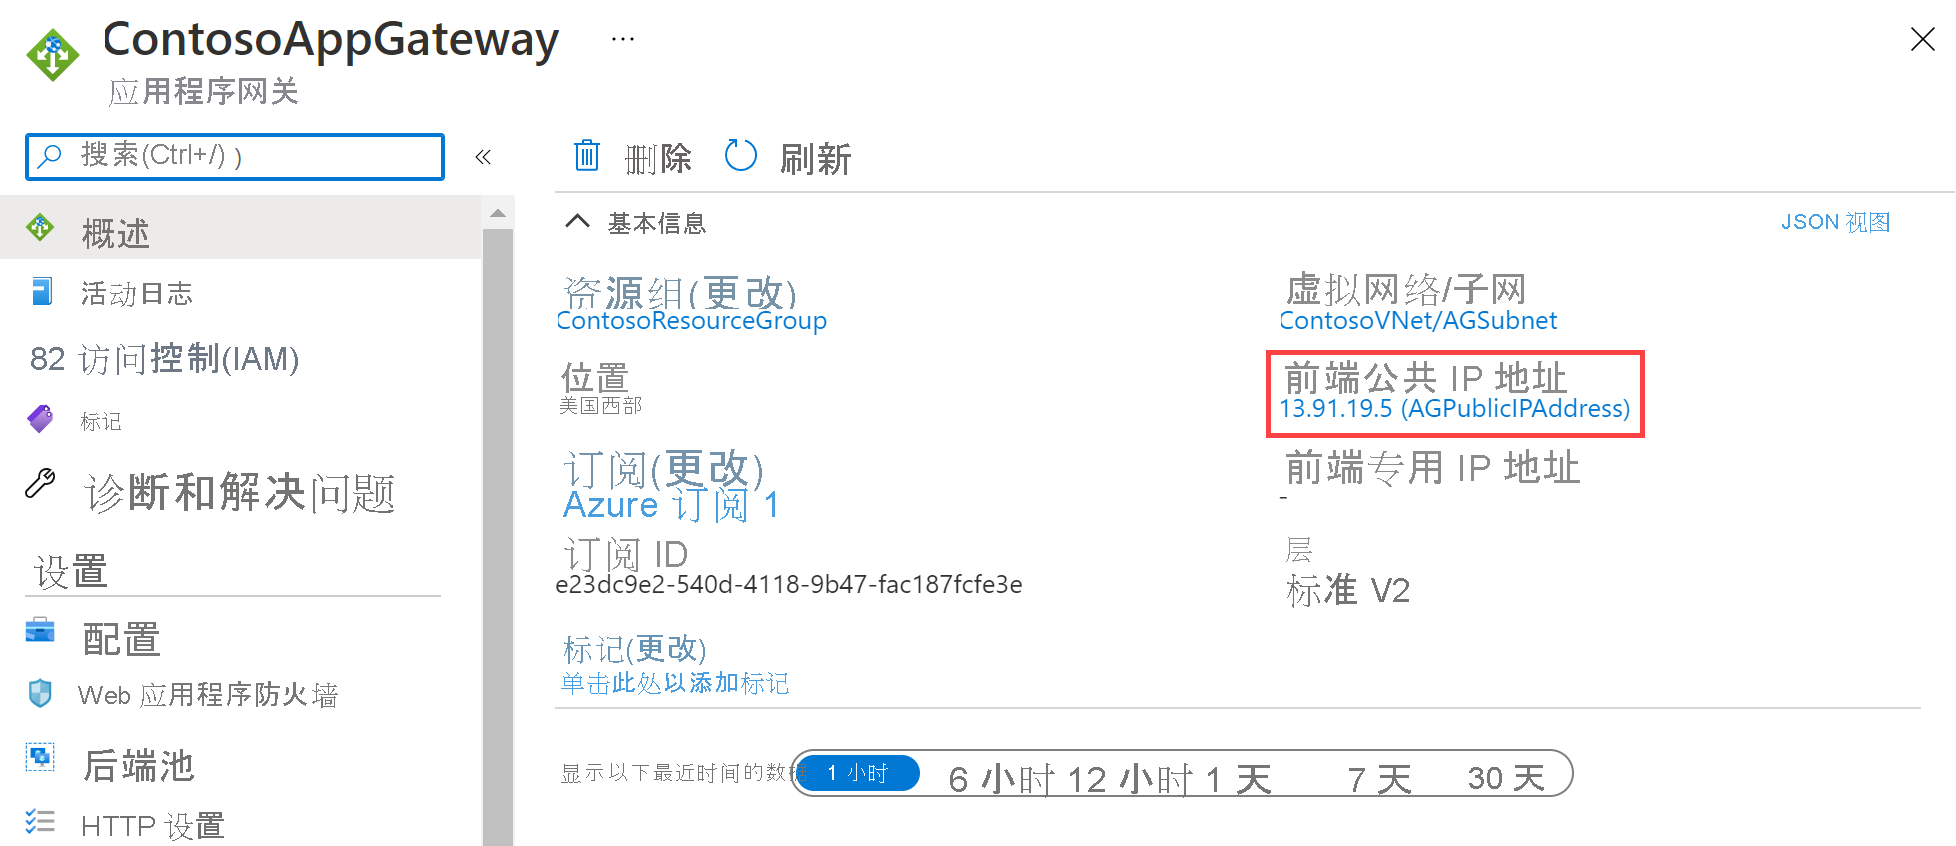 ContosoAppGateway ...
应用程序网关
搜索(Ctrl+/) )
«
删除
刷新
概述
活动日志
82 访问控制(IAM)
标记
诊断和解决问题
设置
配置
Web 应用程序防火墙
后端池
HTTP 设置
基本信息
JSON 视图
资源组(更改)
ContosoResourceGroup
位置
美国西部
订阅(更改)
Azure 订阅 1
订阅 ID
e23dc9e2-540d-4118-9b47-fac187fcfe3e
标记(更改)
单击此处以添加标记
虚拟网络/子网
ContosoVNet/AGSubnet
前端公共 IP 地址
13.91.19.5 (AGPublicIPAddress)
前端专用 IP 地址
-
层
标准 V2
显示以下最近时间的数据
1 小时
6 小时 12 小时 1 天
7 天
30 天